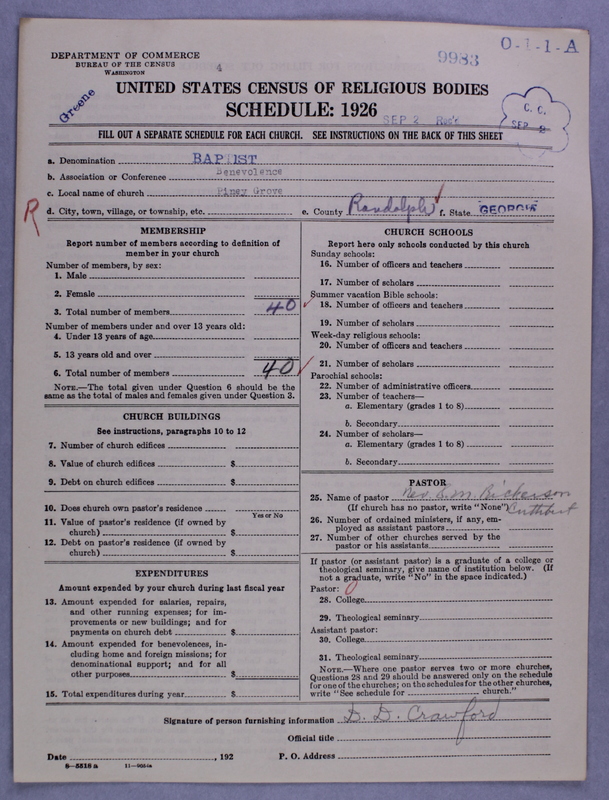 9983
O-1-1-A
DEPARTMENT OF COMMERCE
BUREAU OF THE CENSUS
WASHINGTON
4
Greene
UNITED STATES CENSUS OF RELIGIOUS BODIES
SCHEDULE: 1926
SEP 2 Rec'd
C. C.
SEP 2
FILL OUT A SEPARATE SCHEDULE FOR EACH CHURCH. SEE INSTRUCTIONS ON THE BACK OF THIS SHEET
a. Denomination BAPTIST
b. Association or Conference Benevolence
c. Local name of church Piney Grove
R
d. City, town, village, or township, etc. e. County Randolph f. State GEORGIA
MEMBERSHIP
Report number of members according to definition of
member in your church
Number of members, by sex:
1. Male
2. Female
3. Total number of members 40
Number of members under and over 13 years old:
4. Under 13 years of age
5. 13 years old and over
6. Total number of members 40
NOTE.—The total given under Question 6 should be the
same as the total of males and females given under Question 3.
CHURCH BUILDINGS
See instructions, paragraphs 10 to 12
7. Number of church edifices
8. Value of church edifices $
9. Debt on church edifices $
10. Does church own pastor's residence
Yes or No
11. Value of pastor's residence (if owned by
church) $
12. Debt on pastor's residence (if owned by
church) $
EXPENDITURES
Amount expended by your church during last fiscal year
13. Amount expended for salaries, repairs,
and other running expenses; for im-
provements or new buildings; and for
payments on church debt $
14. Amount expended for benevolences, in-
cluding home and foreign missions; for
denominational support; and for all
other purposes $
15. Total expenditures during year $
CHURCH SCHOOLS
Report here only schools conducted by this church
Sunday schools:
16. Number of officers and teachers
17. Number of scholars
Summer vacation Bible schools:
18. Number of officers and teachers
19. Number of scholars
Week-day religious schools:
20. Number of officers and teachers
21. Number of scholars
Parochial schools:
22. Number of administrative officers
23. Number of teachers—
a. Elementary (grades 1 to 8)
b. Secondary
24. Number of scholars—
a. Elementary (grades 1 to 8)
b. Secondary
PASTOR
25. Name of pastor Rev. E. M. Rickerson
(If church has no pastor, write "None") Cuthbert
26. Number of ordained ministers, if any, em-
ployed as assistant pastors
27. Number of other churches served by the
pastor or his assistants
If pastor (or assistant pastor) is a graduate of a college or
theological seminary, give name of institution below. (If
not a graduate, write "No" in the space indicated.)
Pastor: 0
28. College
29. Theological seminary
Assistant pastor:
30. College
31. Theological seminary
NOTE.—Where one pastor serves two or more churches,
Questions 28 and 29 should be answered only on the schedule
for one of the churches; on the schedules for the other churches,
write "See schedule for church."
Signature of person furnishing information D. D. Crawford
Official title
Date , 192 P. O. Address
8-5518 a